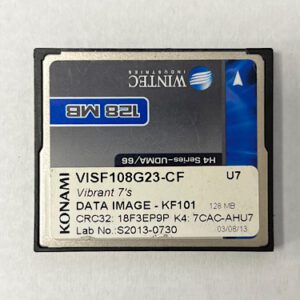 WINTEC
INDUSTRIES
128 MB
H4 Series-UDMA/66
KONAMI
VISF108G23-CF U7
Vibrant 7's
DATA IMAGE - KF101 128 MB
CRC32: 18F3EP9P K4: 7CAC-AHU7
Lab No.:S2013-0730 03/08/13